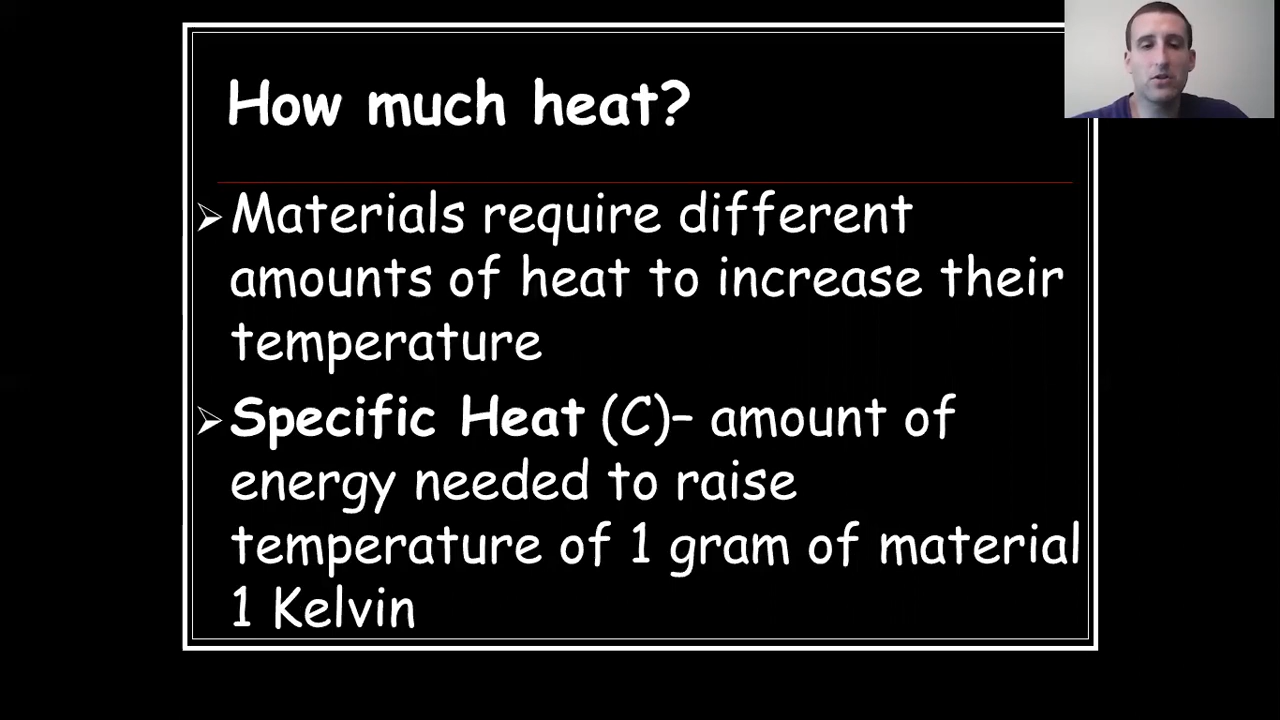 How much heat?
Materials require different
amounts of heat to increase their
temperature
Specific Heat (C)– amount of
energy needed to raise
temperature of 1 gram of material
1 Kelvin